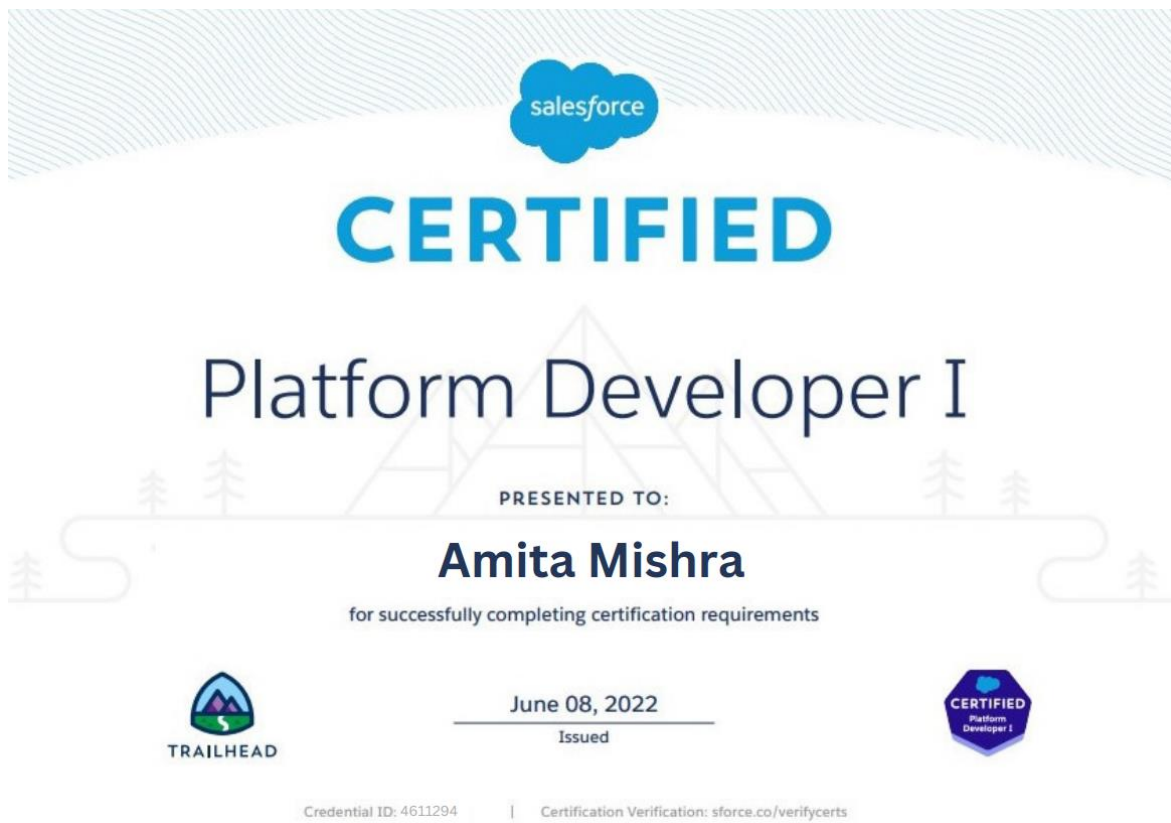 salesforce
CERTIFIED
Platform Developer I
PRESENTED TO:
Amita Mishra
for successfully completing certification requirements
June 08, 2022
Issued
TRAILHEAD
CERTIFIED
Platform
Developer I
Credential ID: 4611294 | Certification Verification: sforce.co/verifycerts